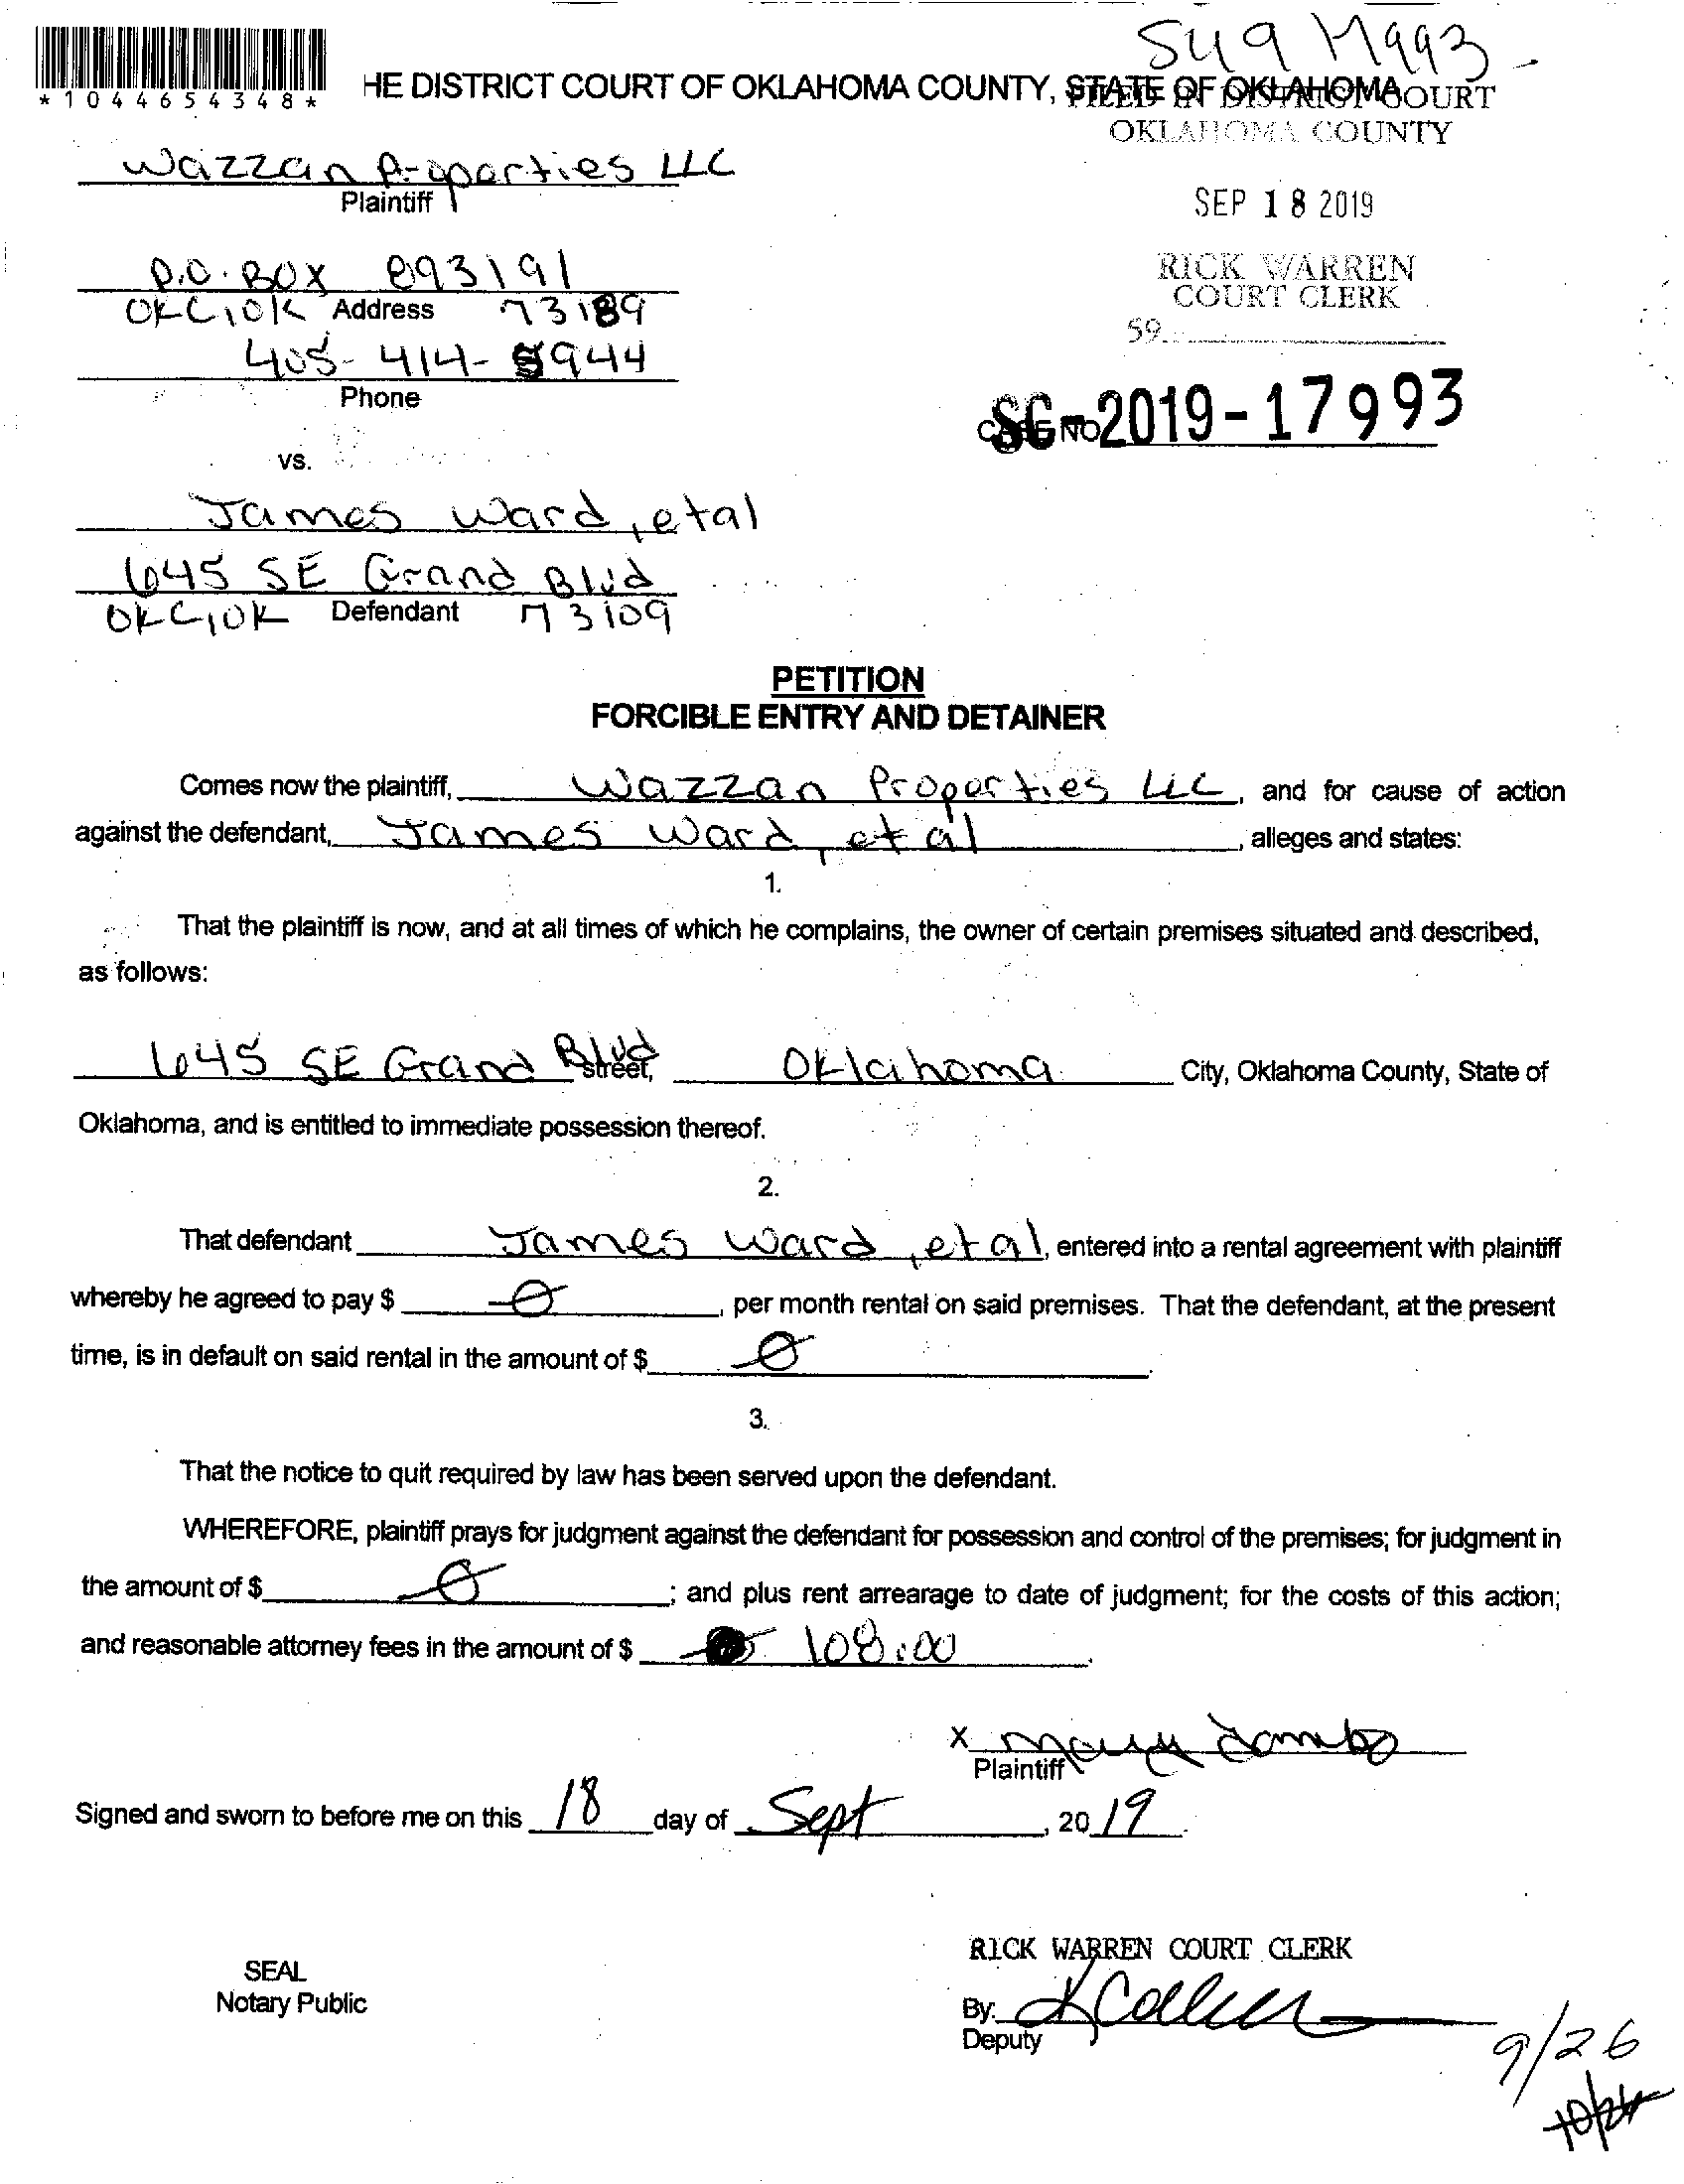 S49 17993
*1044654348*
HE DISTRICT COURT OF OKLAHOMA COUNTY, STATE OF OKLAHOMA
FILED IN DISTRICT COURT
OKLAHOMA COUNTY
Wazzan Properties LLC
Plaintiff
SEP 18 2019
P.O. BOX 893191
OKC, OK Address 73189
RICK WARREN
COURT CLERK
59
405-414-5944
Phone
CASE NO. SC-2019-17993
vs.
James Ward, et al
645 SE Grand Blvd
OKC, OK Defendant 73109
PETITION
FORCIBLE ENTRY AND DETAINER
Comes now the plaintiff, Wazzan Properties LLC, and for cause of action
against the defendant, James Ward, et al, alleges and states:
1.
That the plaintiff is now, and at all times of which he complains, the owner of certain premises situated and described,
as follows:
645 SE Grand Blvd street, Oklahoma City, Oklahoma County, State of
Oklahoma, and is entitled to immediate possession thereof.
2.
That defendant James Ward, et al, entered into a rental agreement with plaintiff
whereby he agreed to pay $ 0, per month rental on said premises. That the defendant, at the present
time, is in default on said rental in the amount of $ 0.
3.
That the notice to quit required by law has been served upon the defendant.
WHEREFORE, plaintiff prays for judgment against the defendant for possession and control of the premises; for judgment in
the amount of $ 0; and plus rent arrearage to date of judgment; for the costs of this action;
and reasonable attorney fees in the amount of $ 108.00.
X
Plaintiff
Signed and sworn to before me on this 18 day of Sept, 2019.
RICK WARREN COURT CLERK
SEAL
Notary Public
By:
Deputy
9/26
10/24